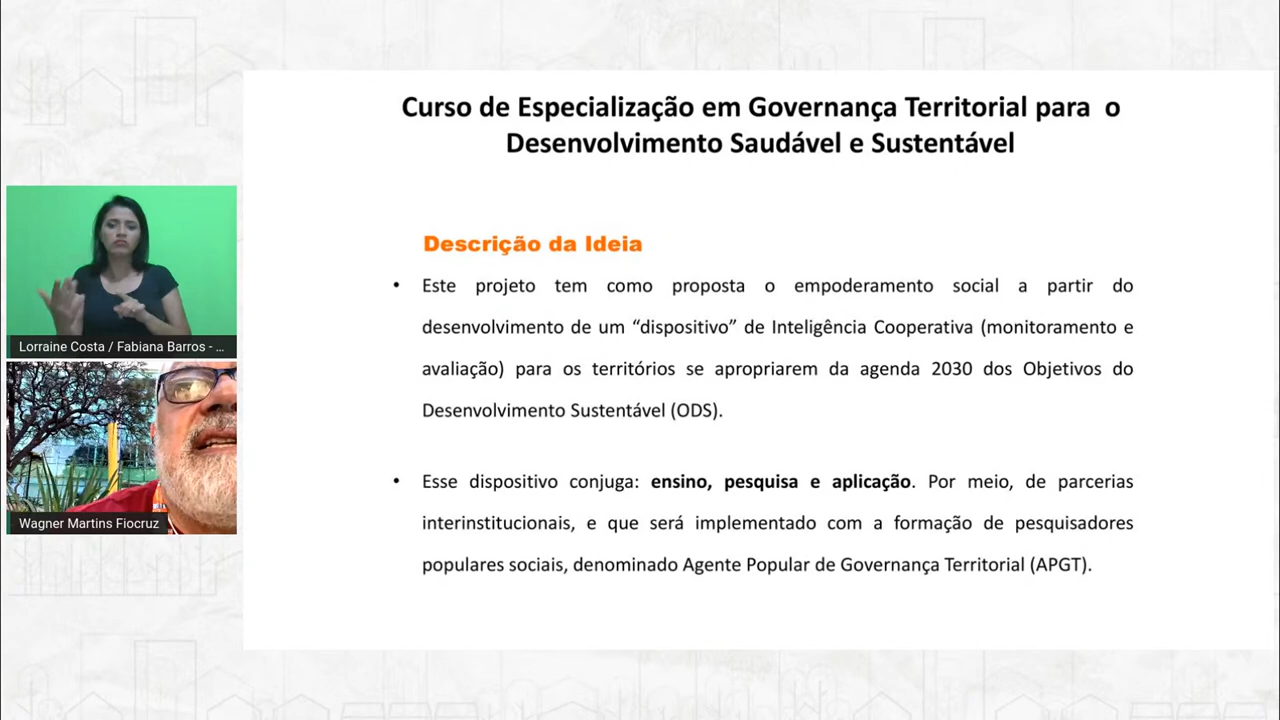 Curso de Especialização em Governança Territorial para o
Desenvolvimento Saudável e Sustentável
Descrição da Ideia
• Este projeto tem como proposta o empoderamento social a partir do
desenvolvimento de um “dispositivo” de Inteligência Cooperativa (monitoramento e
avaliação) para os territórios se apropriarem da agenda 2030 dos Objetivos do
Desenvolvimento Sustentável (ODS).
• Esse dispositivo conjuga: ensino, pesquisa e aplicação. Por meio, de parcerias
interinstitucionais, e que será implementado com a formação de pesquisadores
populares sociais, denominado Agente Popular de Governança Territorial (APGT).
Lorraine Costa / Fabiana Barros - ...
Wagner Martins Fiocruz